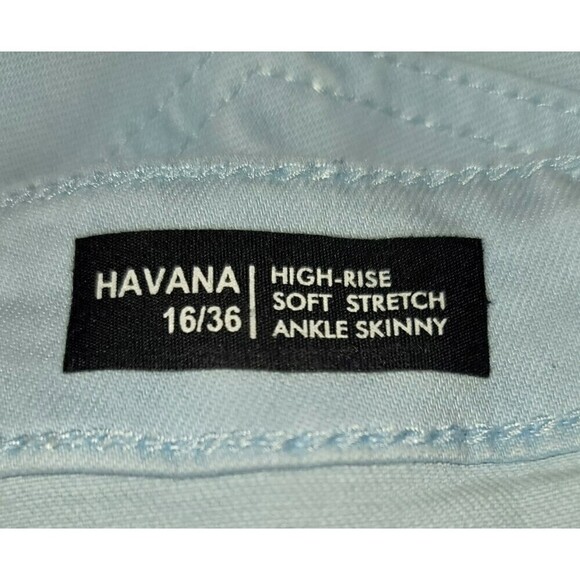 HAVANA
16/36
HIGH-RISE
SOFT STRETCH
ANKLE SKINNY